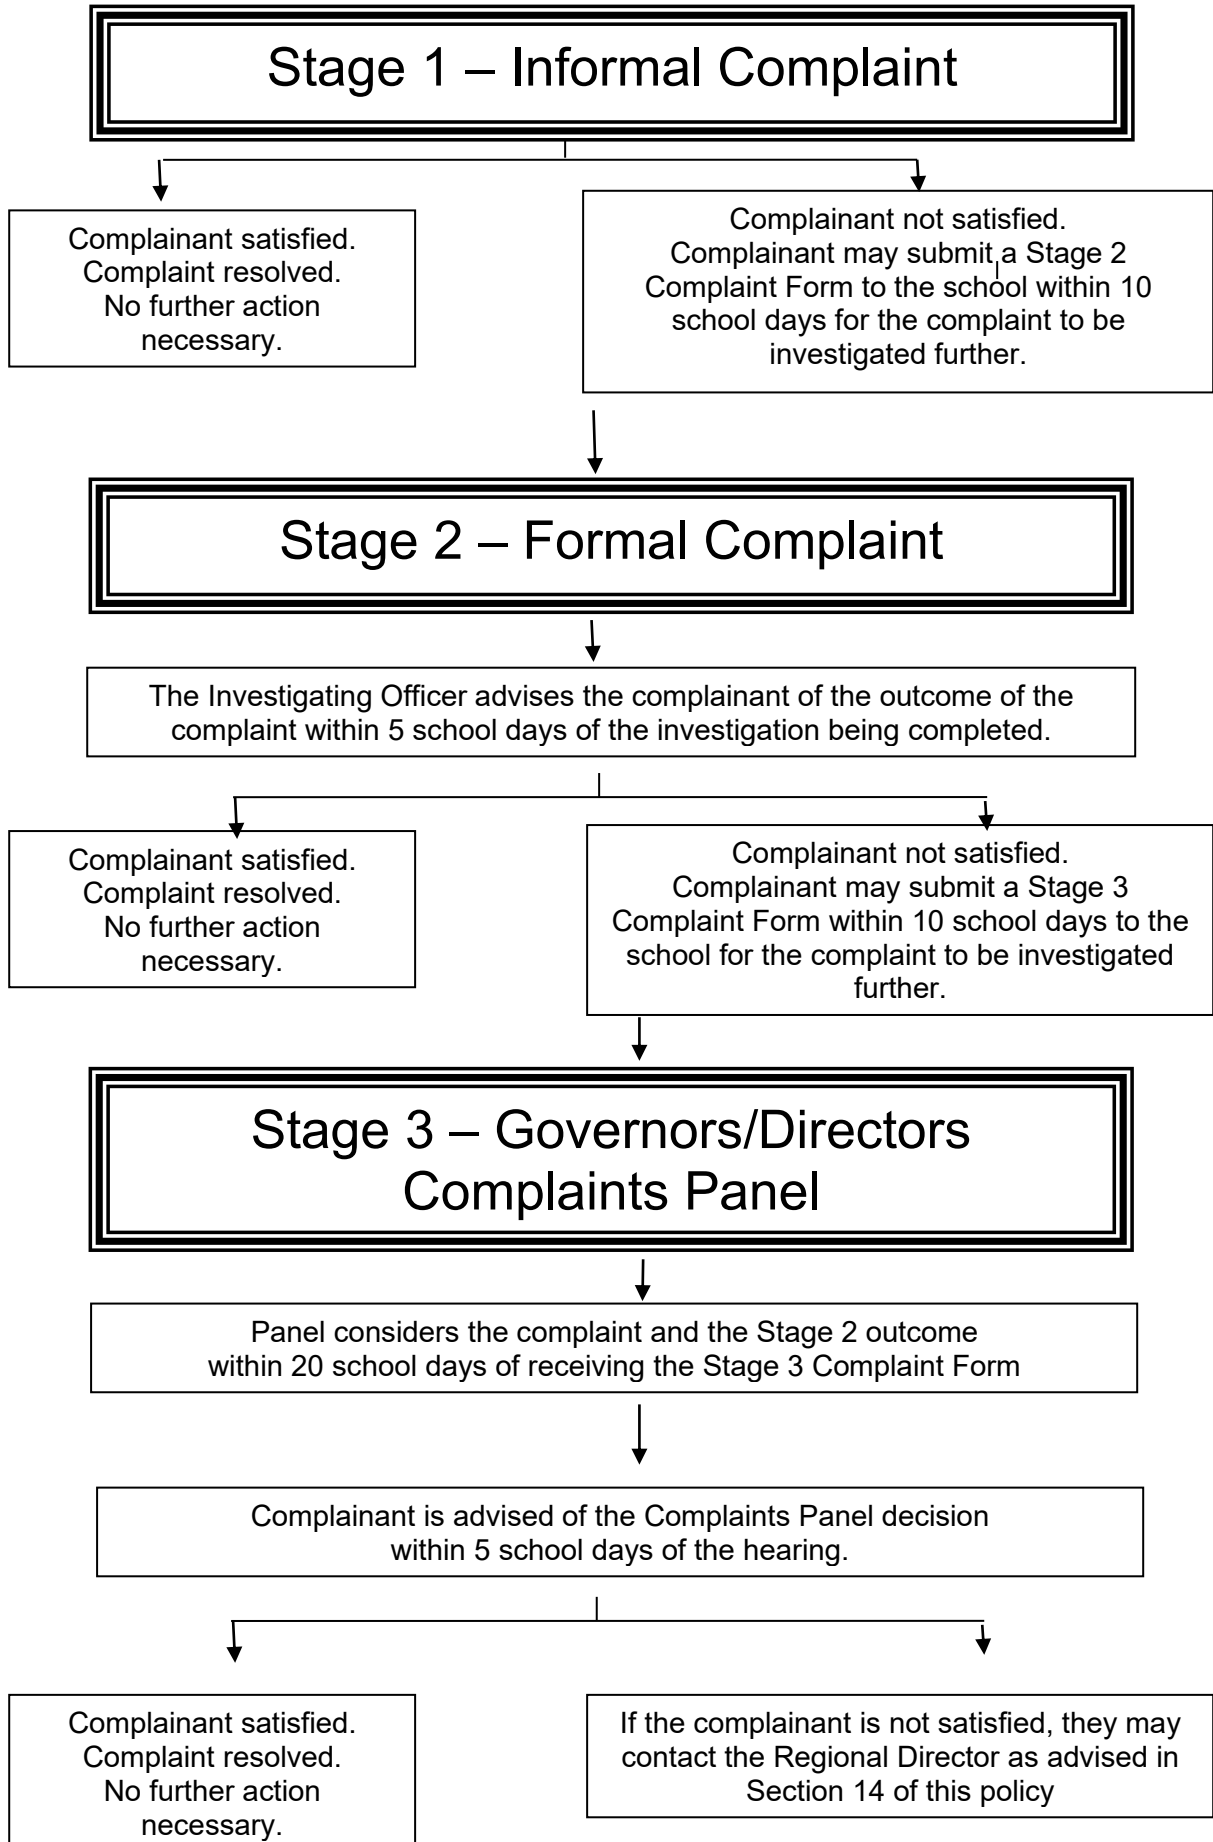 Stage 1 – Informal Complaint
Complainant satisfied.
Complaint resolved.
No further action
necessary.
Complainant not satisfied.
Complainant may submit a Stage 2
Complaint Form to the school within 10
school days for the complaint to be
investigated further.
Stage 2 – Formal Complaint
The Investigating Officer advises the complainant of the outcome of the
complaint within 5 school days of the investigation being completed.
Complainant satisfied.
Complaint resolved.
No further action
necessary.
Complainant not satisfied.
Complainant may submit a Stage 3
Complaint Form within 10 school days to the
school for the complaint to be investigated
further.
Stage 3 – Governors/Directors
Complaints Panel
Panel considers the complaint and the Stage 2 outcome
within 20 school days of receiving the Stage 3 Complaint Form
Complainant is advised of the Complaints Panel decision
within 5 school days of the hearing.
Complainant satisfied.
Complaint resolved.
No further action
necessary.
If the complainant is not satisfied, they may
contact the Regional Director as advised in
Section 14 of this policy